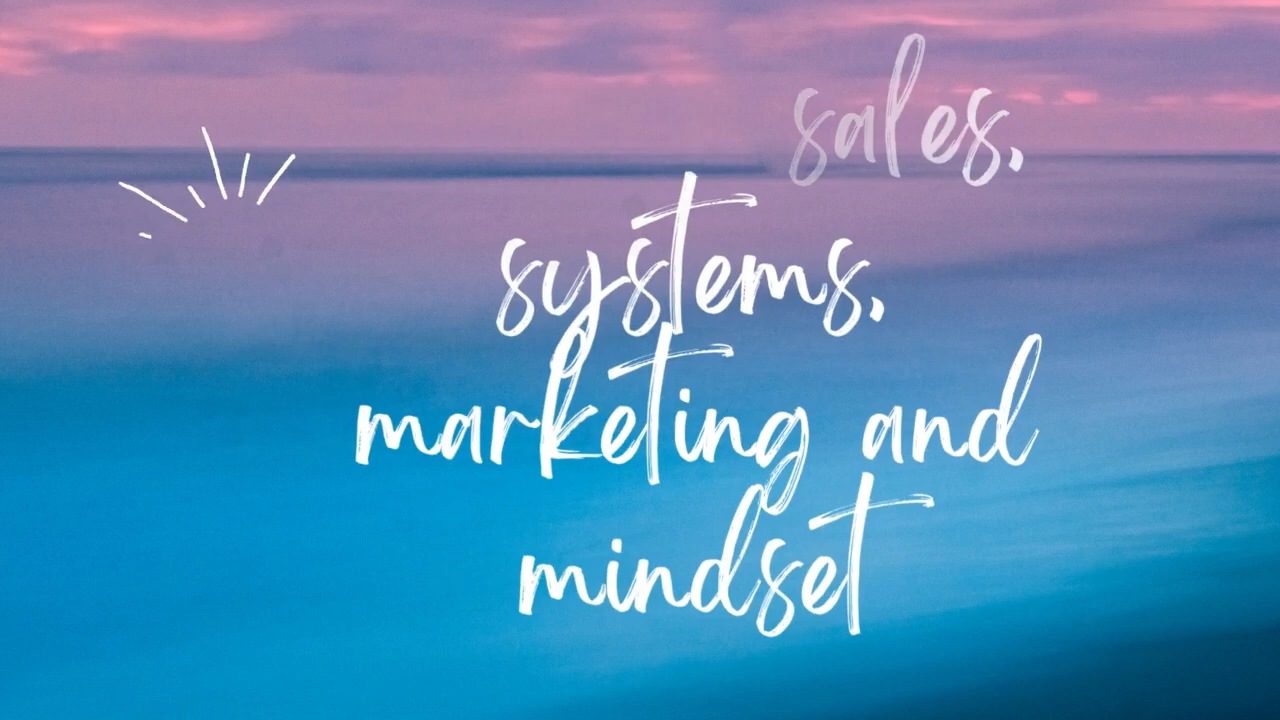 sales,
systems,
marketing and
mindset